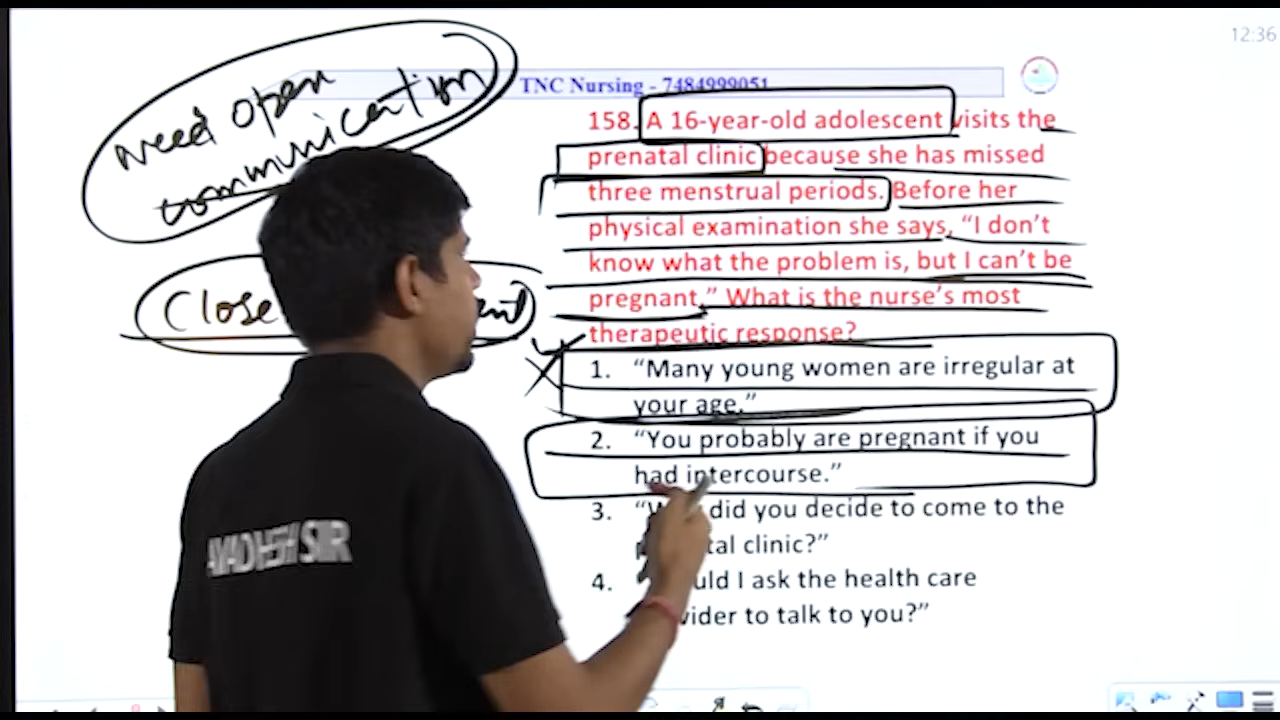 12:36
need open
communication
TNC Nursing - 7484999051
158. A 16-year-old adolescent visits the
prenatal clinic because she has missed
three menstrual periods. Before her
physical examination she says, “I don’t
know what the problem is, but I can’t be
pregnant.” What is the nurse’s most
therapeutic response?
1. “Many young women are irregular at
your age.”
2. “You probably are pregnant if you
had intercourse.”
3. did you decide to come to the
clinic?”
4. I ask the health care
to talk to you?”
Close
AVADHESH SIR